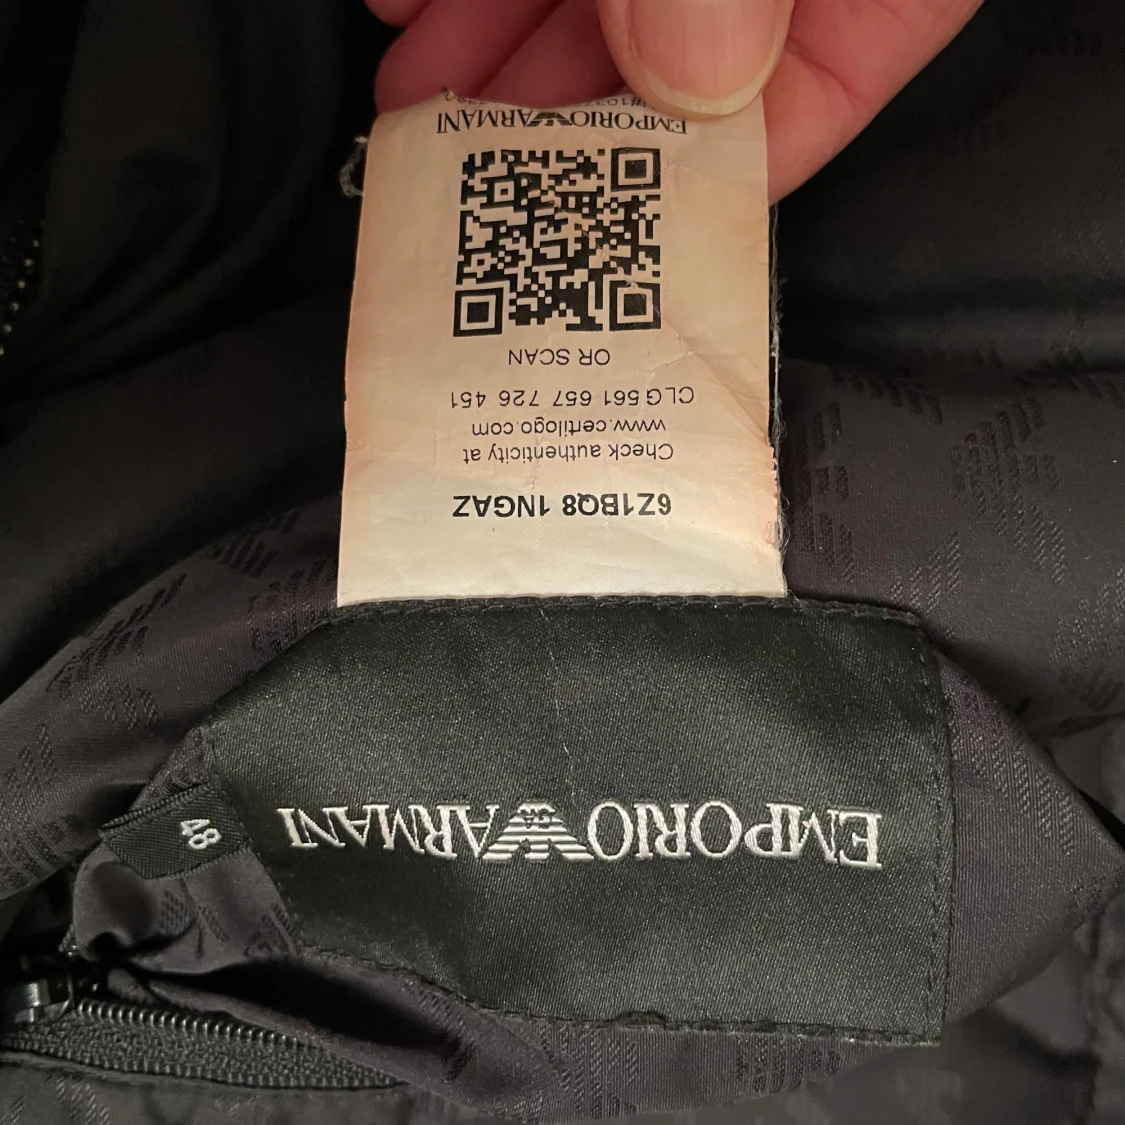 6Z1BQ8 1NGAZ
Check authenticity at
www.certilogo.com
CLG 561 657 726 451
OR SCAN
EMPORIO ARMANI
EMPORIO GA ARMANI
48